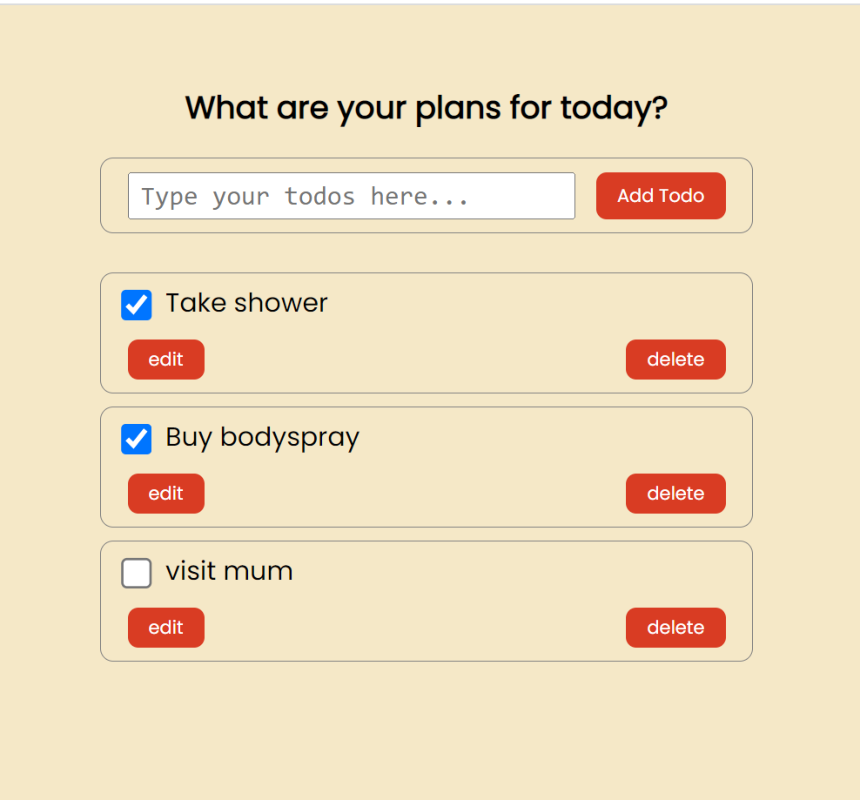 What are your plans for today?
Type your todos here... Add Todo
Take shower
edit delete
Buy bodyspray
edit delete
visit mum
edit delete